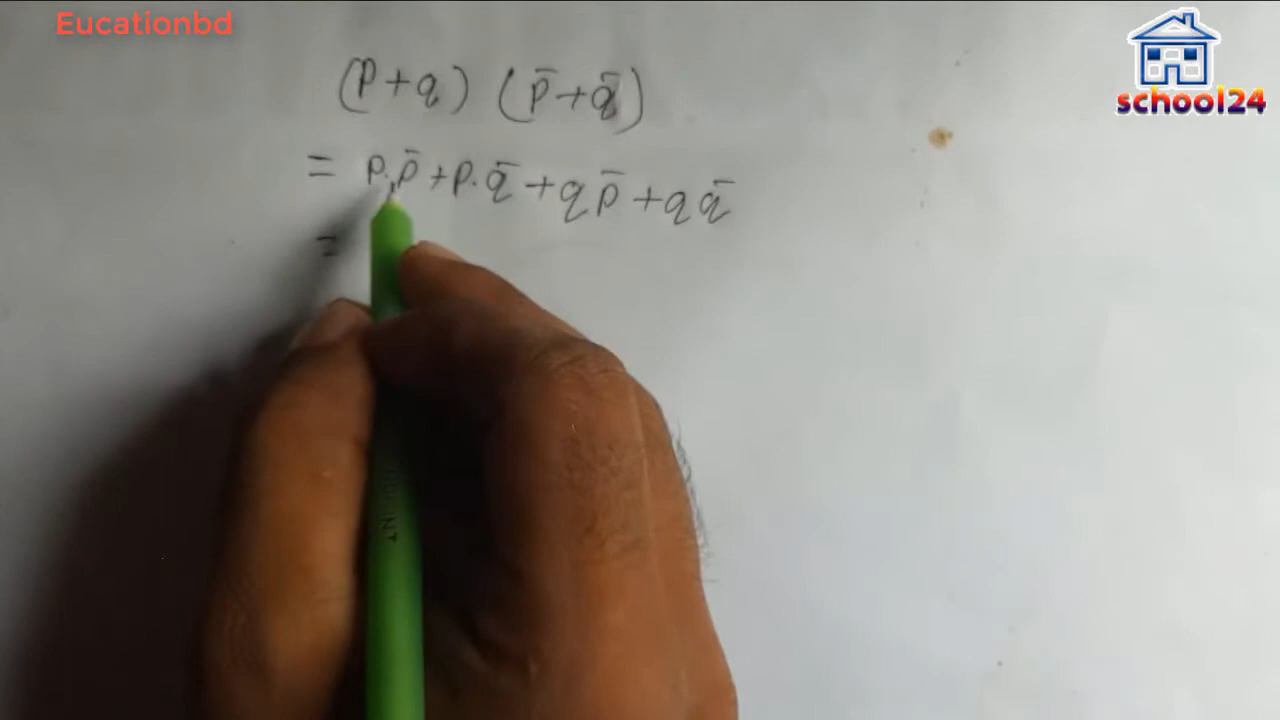 Eucationbd
school24
(p+q) (p̄+q̄)
= p.p̄+p.q̄+qp̄+qq̄
=